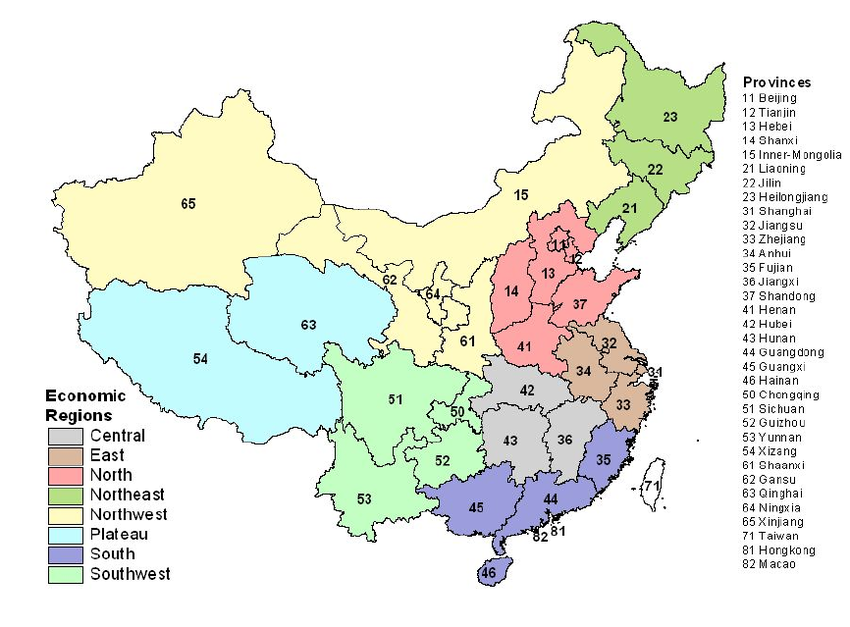 23
22
21
15
65
11
12
62
64
13
14
37
63
61
54
41
32
34
31
51
42
33
50
43
36
52
35
53
45
44
71
82
81
46
Economic
Regions
Central
East
North
Northeast
Northwest
Plateau
South
Southwest
Provinces
11 Beijing
12 Tianjin
13 Hebei
14 Shanxi
15 Inner-Mongolia
21 Liaoning
22 Jilin
23 Heilongjiang
31 Shanghai
32 Jiangsu
33 Zhejiang
34 Anhui
35 Fujian
36 Jiangxi
37 Shandong
41 Henan
42 Hubei
43 Hunan
44 Guangdong
45 Guangxi
46 Hainan
50 Chongqing
51 Sichuan
52 Guizhou
53 Yunnan
54 Xizang
61 Shaanxi
62 Gansu
63 Qinghai
64 Ningxia
65 Xinjiang
71 Taiwan
81 Hongkong
82 Macao